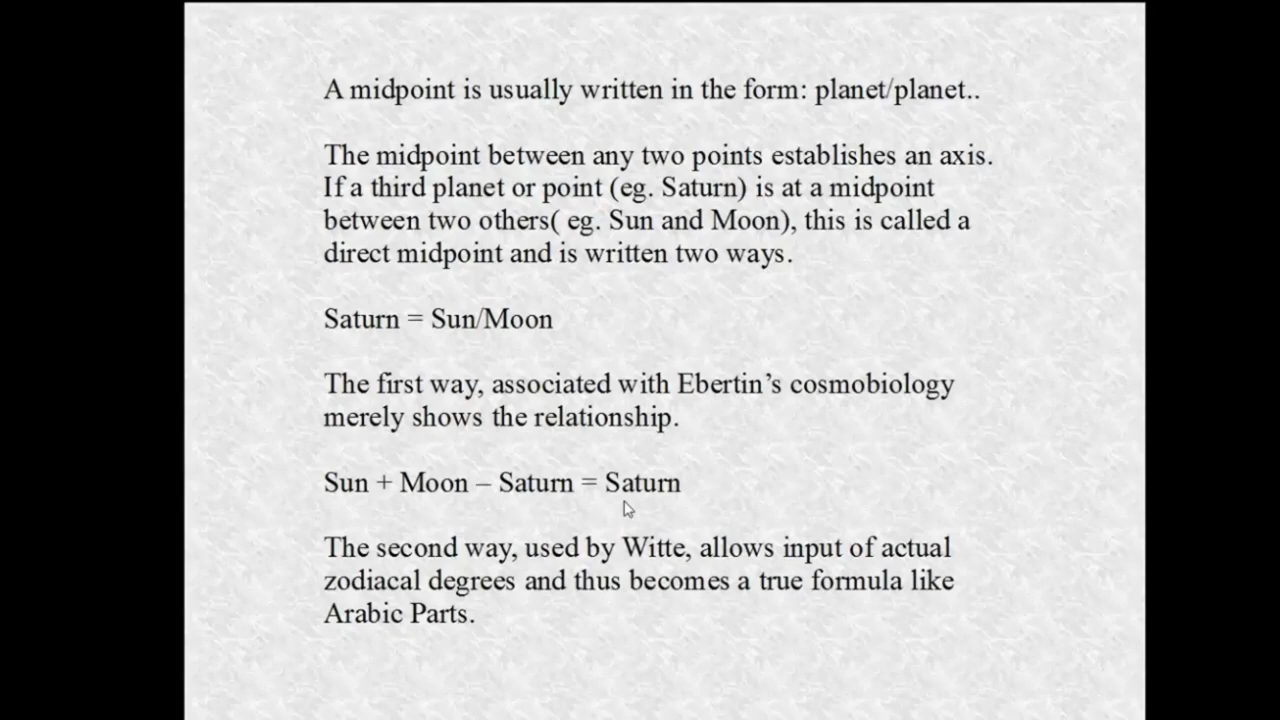 A midpoint is usually written in the form: planet/planet..
The midpoint between any two points establishes an axis.
If a third planet or point (eg. Saturn) is at a midpoint
between two others( eg. Sun and Moon), this is called a
direct midpoint and is written two ways.
Saturn = Sun/Moon
The first way, associated with Ebertin’s cosmobiology
merely shows the relationship.
Sun + Moon – Saturn = Saturn
The second way, used by Witte, allows input of actual
zodiacal degrees and thus becomes a true formula like
Arabic Parts.